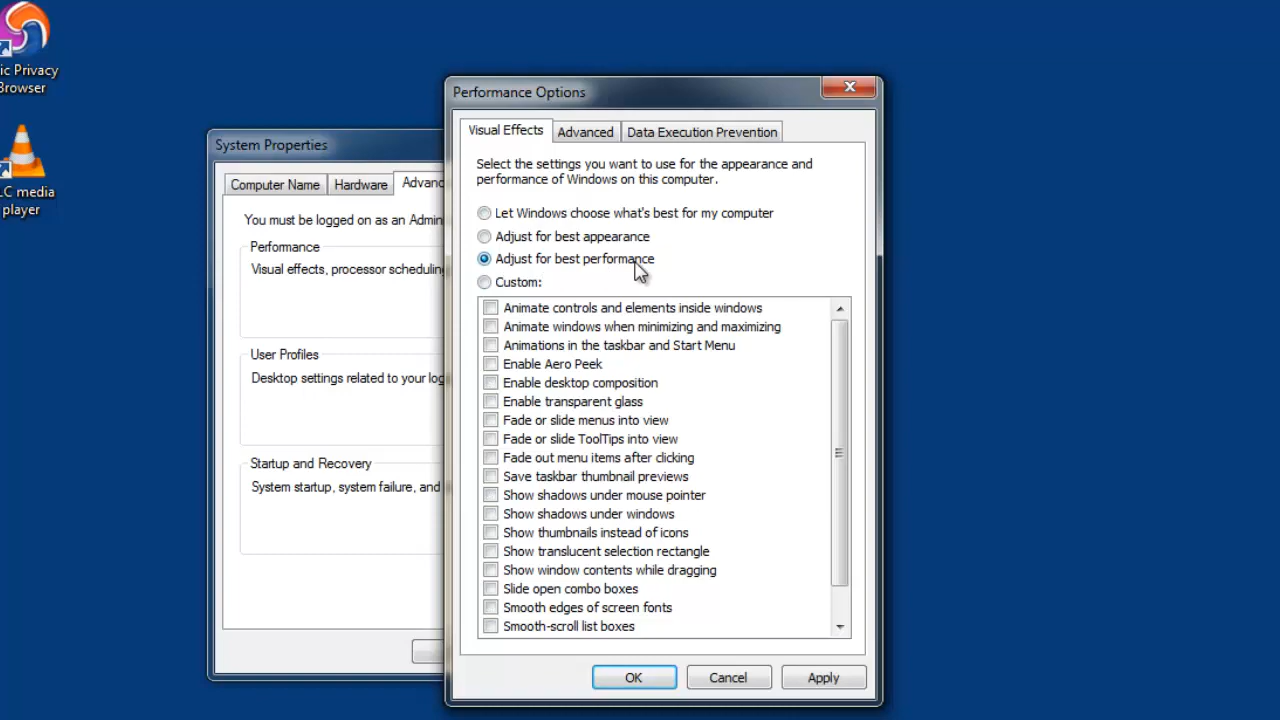 ic Privacy
Browser
LC media
player
System Properties
Computer Name
Hardware
Advanc
You must be logged on as an Admin
Performance
Visual effects, processor scheduling
User Profiles
Desktop settings related to your log
Startup and Recovery
System startup, system failure, and
Performance Options
Visual Effects
Advanced
Data Execution Prevention
Select the settings you want to use for the appearance and
performance of Windows on this computer.
Let Windows choose what's best for my computer
Adjust for best appearance
Adjust for best performance
Custom:
Animate controls and elements inside windows
Animate windows when minimizing and maximizing
Animations in the taskbar and Start Menu
Enable Aero Peek
Enable desktop composition
Enable transparent glass
Fade or slide menus into view
Fade or slide ToolTips into view
Fade out menu items after clicking
Save taskbar thumbnail previews
Show shadows under mouse pointer
Show shadows under windows
Show thumbnails instead of icons
Show translucent selection rectangle
Show window contents while dragging
Slide open combo boxes
Smooth edges of screen fonts
Smooth-scroll list boxes
OK
Cancel
Apply